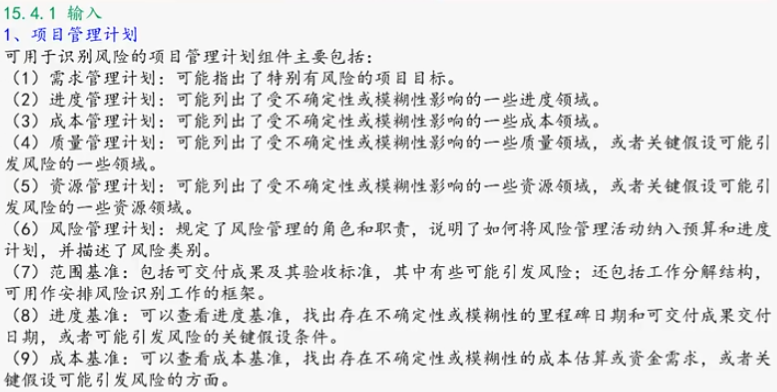 15.4.1 输入
1、项目管理计划
可用于识别风险的项目管理计划组件主要包括：
（1）需求管理计划：可能指出了特别有风险的项目目标。
（2）进度管理计划：可能列出了受不确定性或模糊性影响的一些进度领域。
（3）成本管理计划：可能列出了受不确定性或模糊性影响的一些成本领域。
（4）质量管理计划：可能列出了受不确定性或模糊性影响的一些质量领域，或者关键假设可能引
发风险的一些领域。
（5）资源管理计划：可能列出了受不确定性或模糊性影响的一些资源领域，或者关键假设可能引
发风险的一些资源领域。
（6）风险管理计划：规定了风险管理的角色和职责，说明了如何将风险管理活动纳入预算和进度
计划，并描述了风险类别。
（7）范围基准：包括可交付成果及其验收标准，其中有些可能引发风险；还包括工作分解结构，
可用作安排风险识别工作的框架。
（8）进度基准：可以查看进度基准，找出存在不确定性或模糊性的里程碑日期和可交付成果交付
日期，或者可能引发风险的关键假设条件。
（9）成本基准：可以查看成本基准，找出存在不确定性或模糊性的成本估算或资金需求，或者关
键假设可能引发风险的方面。